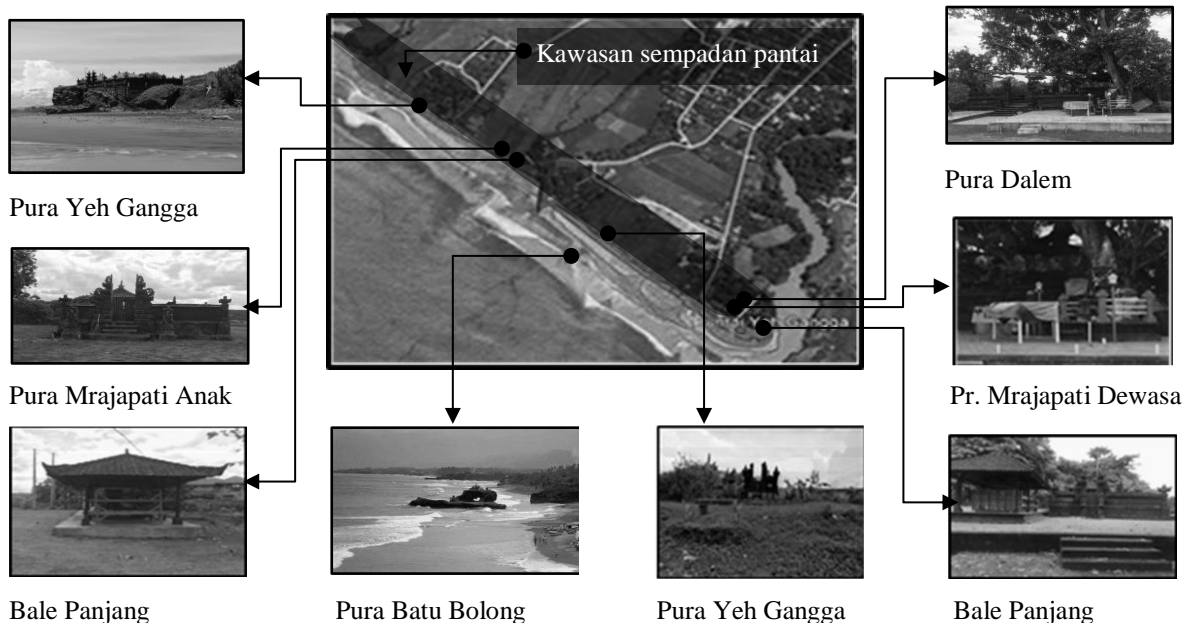 Kawasan sempadan pantai
Pura Yeh Gangga
Pura Dalem
Pura Mrajapati Anak
Pr. Mrajapati Dewasa
Bale Panjang
Pura Batu Bolong
Pura Yeh Gangga
Bale Panjang